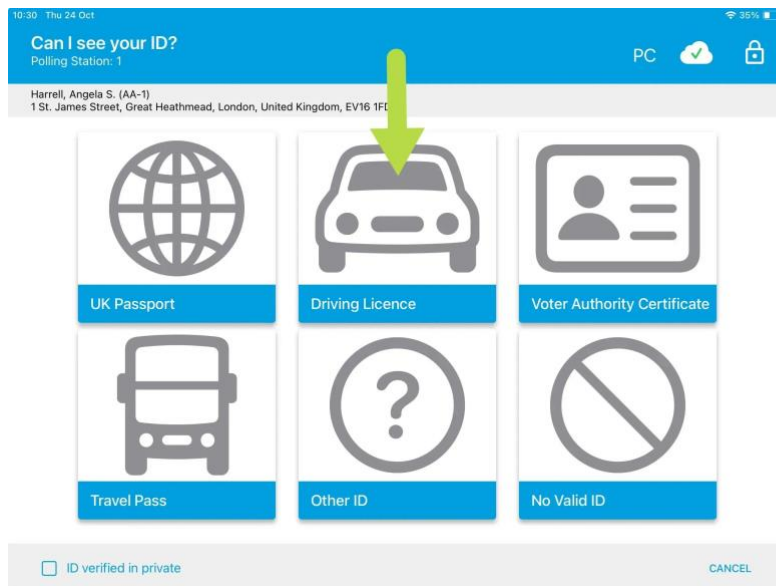 10:30 Thu 24 Oct
35%
Can I see your ID?
Polling Station: 1
PC
Harrell, Angela S. (AA-1)
1 St. James Street, Great Heathmead, London, United Kingdom, EV16 1FD
UK Passport
Driving Licence
Voter Authority Certificate
?
Travel Pass
Other ID
No Valid ID
ID verified in private
CANCEL